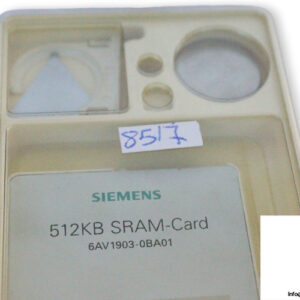 8517
SIEMENS
512KB SRAM-Card
6AV1903-0BA01